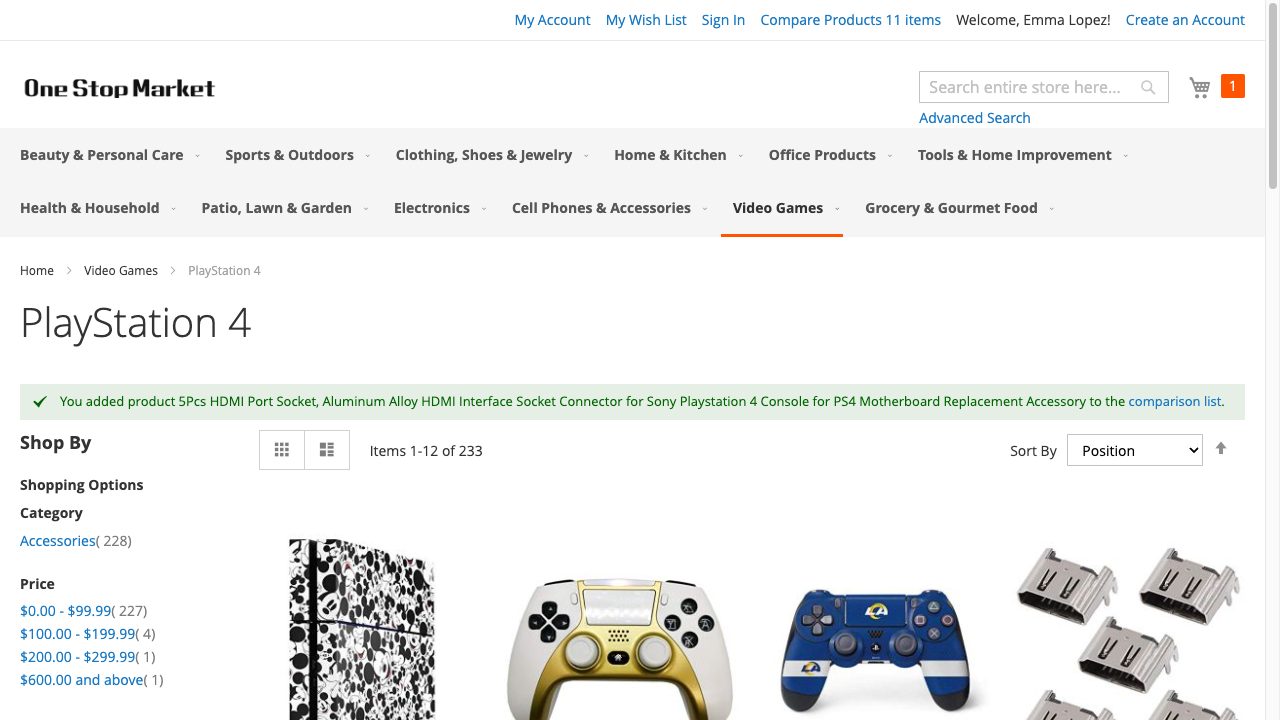 My Account My Wish List Sign In Compare Products 11 items Welcome, Emma Lopez! Create an Account
One Stop Market
Search entire store here...
1
Advanced Search
Beauty & Personal Care Sports & Outdoors Clothing, Shoes & Jewelry Home & Kitchen Office Products Tools & Home Improvement
Health & Household Patio, Lawn & Garden Electronics Cell Phones & Accessories Video Games Grocery & Gourmet Food
Home Video Games PlayStation 4
PlayStation 4
You added product 5Pcs HDMI Port Socket, Aluminum Alloy HDMI Interface Socket Connector for Sony Playstation 4 Console for PS4 Motherboard Replacement Accessory to the comparison list.
Shop By
Items 1-12 of 233
Sort By Position
Shopping Options
Category
Accessories( 228)
Price
$0.00 - $99.99( 227)
$100.00 - $199.99( 4)
$200.00 - $299.99( 1)
$600.00 and above( 1)